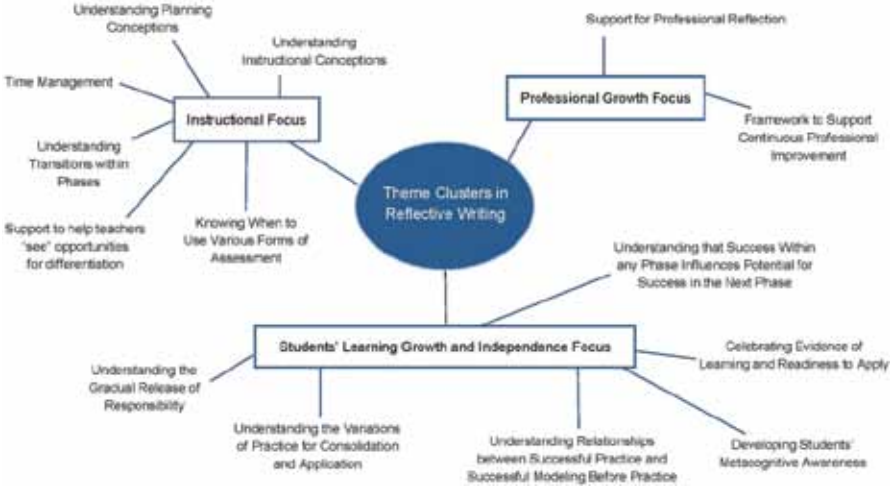 Understanding Planning
Conceptions
Understanding
Instructional Conceptions
Time Management
Instructional Focus
Understanding
Transitions within
Phases
Support to help teachers
"see" opportunities
for differentiation
Knowing When to
Use Various Forms of
Assessment
Support for Professional Reflection
Professional Growth Focus
Framework to Support
Continuous Professional
Improvement
Theme Clusters in
Reflective Writing
Understanding that Success Within
any Phase Influences Potential for
Success in the Next Phase
Students' Learning Growth and Independence Focus
Celebrating Evidence of
Learning and Readiness to Apply
Understanding the
Gradual Release of
Responsibility
Understanding the Variations
of Practice for Consolidation
and Application
Understanding Relationships
between Successful Practice and
Successful Modeling Before Practice
Developing Students'
Metacognitive Awareness